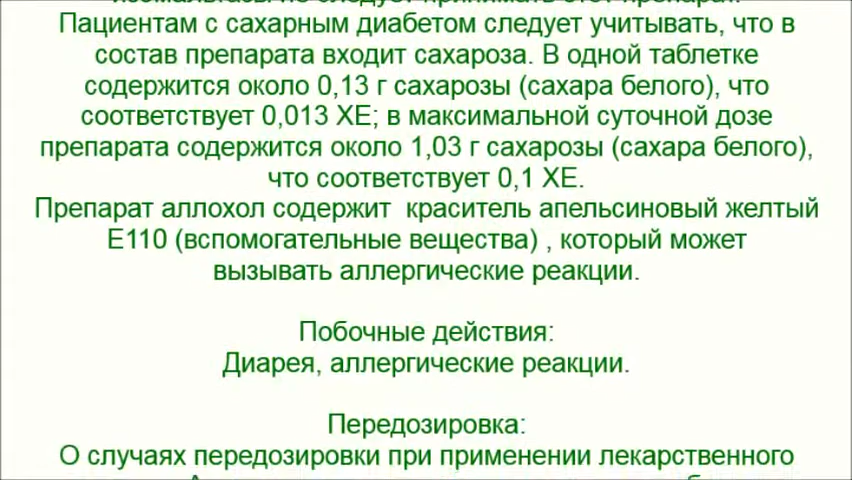 Пациентам с сахарным диабетом следует учитывать, что в
состав препарата входит сахароза. В одной таблетке
содержится около 0,13 г сахарозы (сахара белого), что
соответствует 0,013 ХЕ; в максимальной суточной дозе
препарата содержится около 1,03 г сахарозы (сахара белого),
что соответствует 0,1 ХЕ.
Препарат аллохол содержит краситель апельсиновый желтый
Е110 (вспомогательные вещества) , который может
вызывать аллергические реакции.
Побочные действия:
Диарея, аллергические реакции.
Передозировка:
О случаях передозировки при применении лекарственного